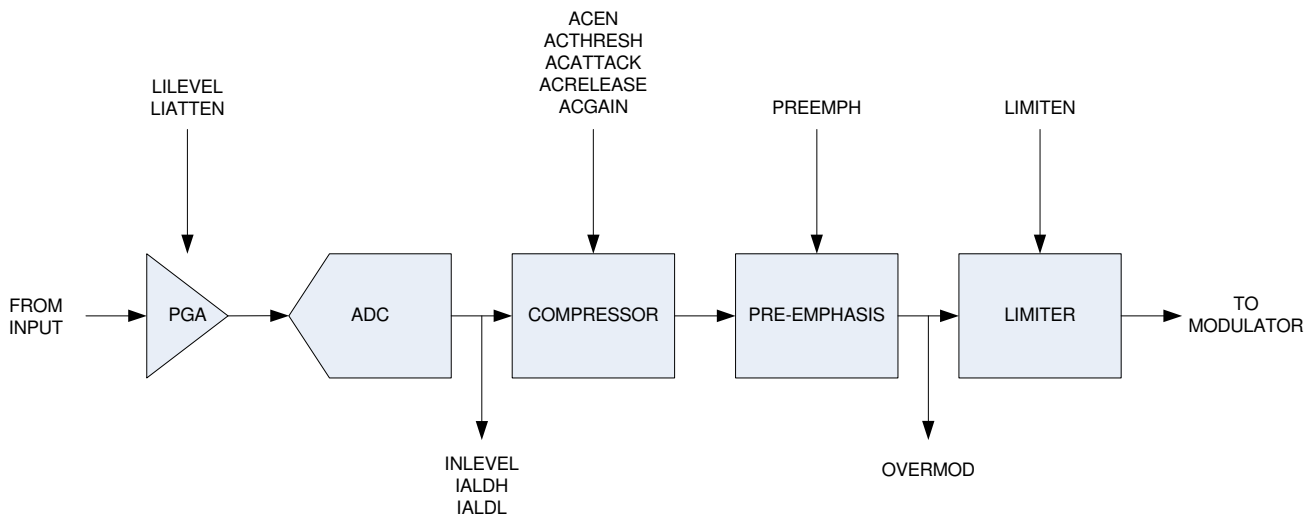 ACEN
ACTHRESH
ACATTACK
ACRELEASE
ACGAIN
LILEVEL
LIATTEN
PREEMPH
LIMITEN
FROM
INPUT
PGA
ADC
COMPRESSOR
PRE-EMPHASIS
LIMITER
TO
MODULATOR
INLEVEL
IALDH
IALDL
OVERMOD